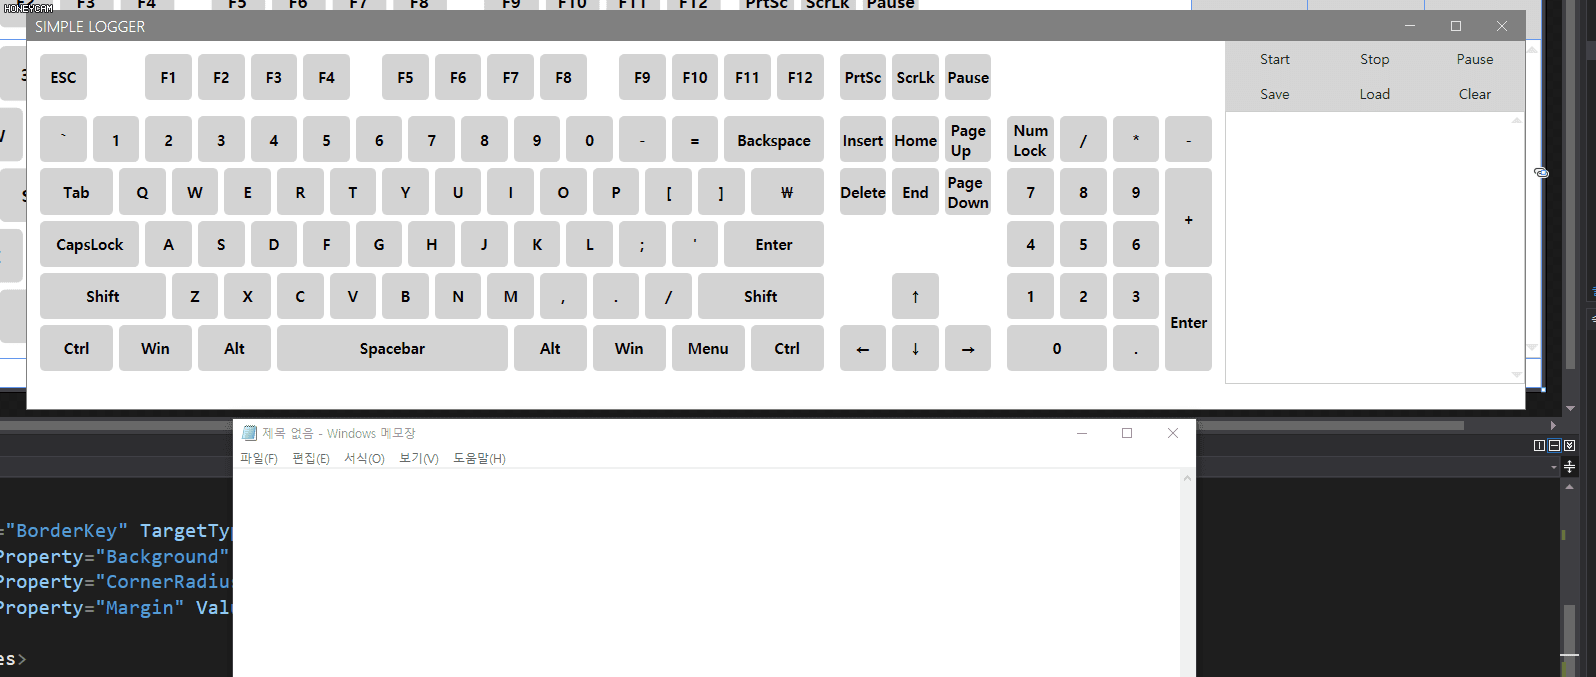 HONEYCAM
F3 F4 F5 F6 F7 F8 F9 F10 F11 F12 PrtSc ScrLk Pause
SIMPLE LOGGER
ESC F1 F2 F3 F4 F5 F6 F7 F8 F9 F10 F11 F12 PrtSc ScrLk Pause
Start Stop Pause
Save Load Clear
` 1 2 3 4 5 6 7 8 9 0 - = Backspace Insert Home Page Up Num Lock / * -
Tab Q W E R T Y U I O P [ ] ₩ Delete End Page Down 7 8 9 +
CapsLock A S D F G H J K L ; ' Enter 4 5 6
Shift Z X C V B N M , . / Shift ↑ 1 2 3 Enter
Ctrl Win Alt Spacebar Alt Win Menu Ctrl ← ↓ → 0 .
제목 없음 - Windows 메모장
파일(F) 편집(E) 서식(O) 보기(V) 도움말(H)
="BorderKey" TargetTy
Property="Background"
Property="CornerRadiu
Property="Margin" Valu
es>